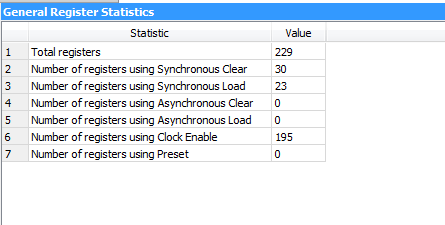 General Register Statistics
Statistic Value
1 Total registers 229
2 Number of registers using Synchronous Clear 30
3 Number of registers using Synchronous Load 23
4 Number of registers using Asynchronous Clear 0
5 Number of registers using Asynchronous Load 0
6 Number of registers using Clock Enable 195
7 Number of registers using Preset 0